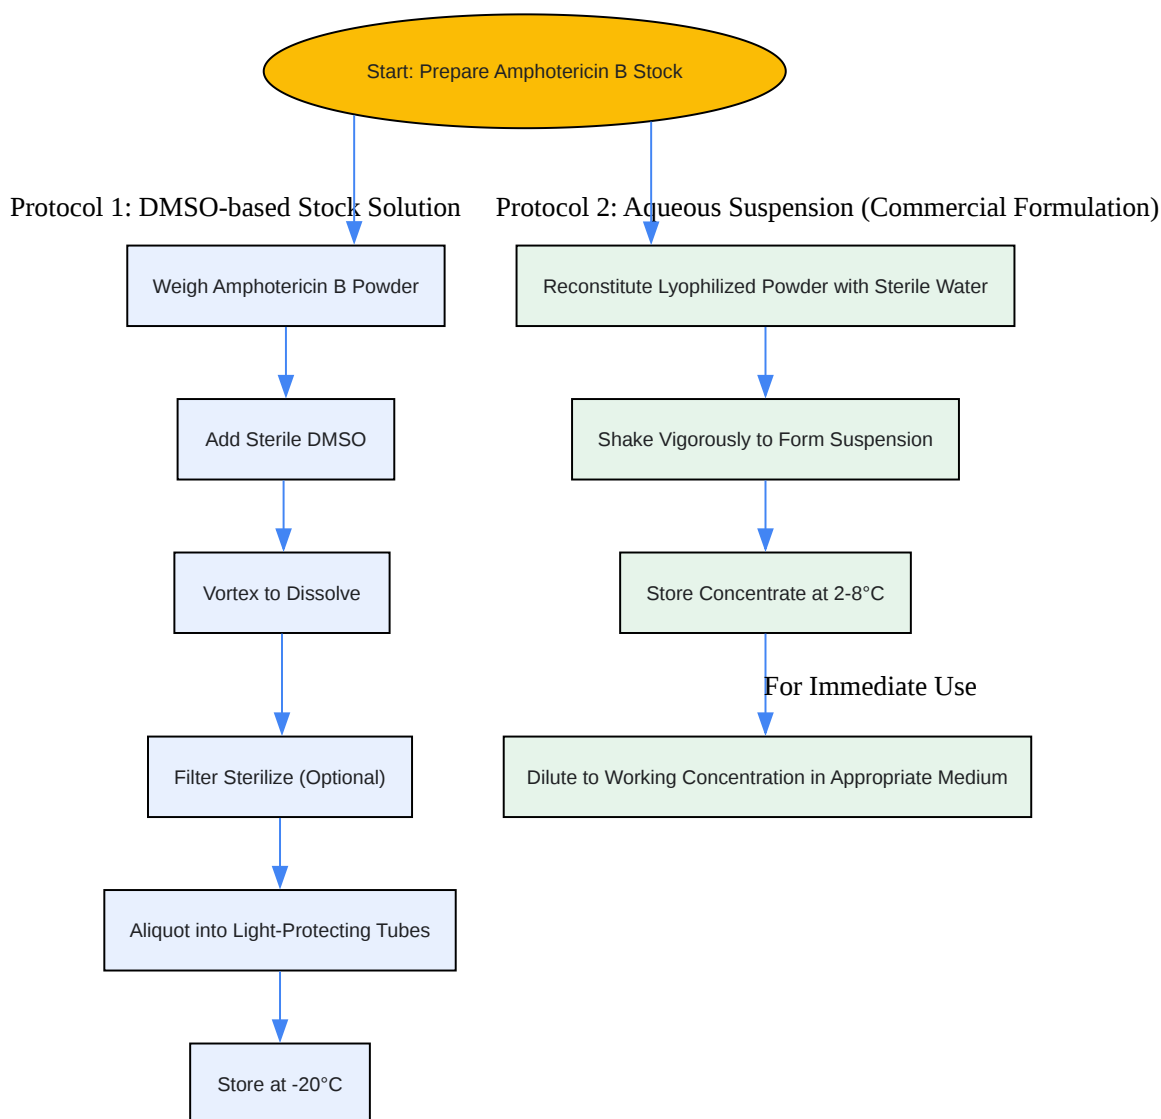 Start: Prepare Amphotericin B Stock
Protocol 1: DMSO-based Stock Solution
Weigh Amphotericin B Powder
Add Sterile DMSO
Vortex to Dissolve
Filter Sterilize (Optional)
Aliquot into Light-Protecting Tubes
Store at -20°C
Protocol 2: Aqueous Suspension (Commercial Formulation)
Reconstitute Lyophilized Powder with Sterile Water
Shake Vigorously to Form Suspension
Store Concentrate at 2-8°C
For Immediate Use
Dilute to Working Concentration in Appropriate Medium